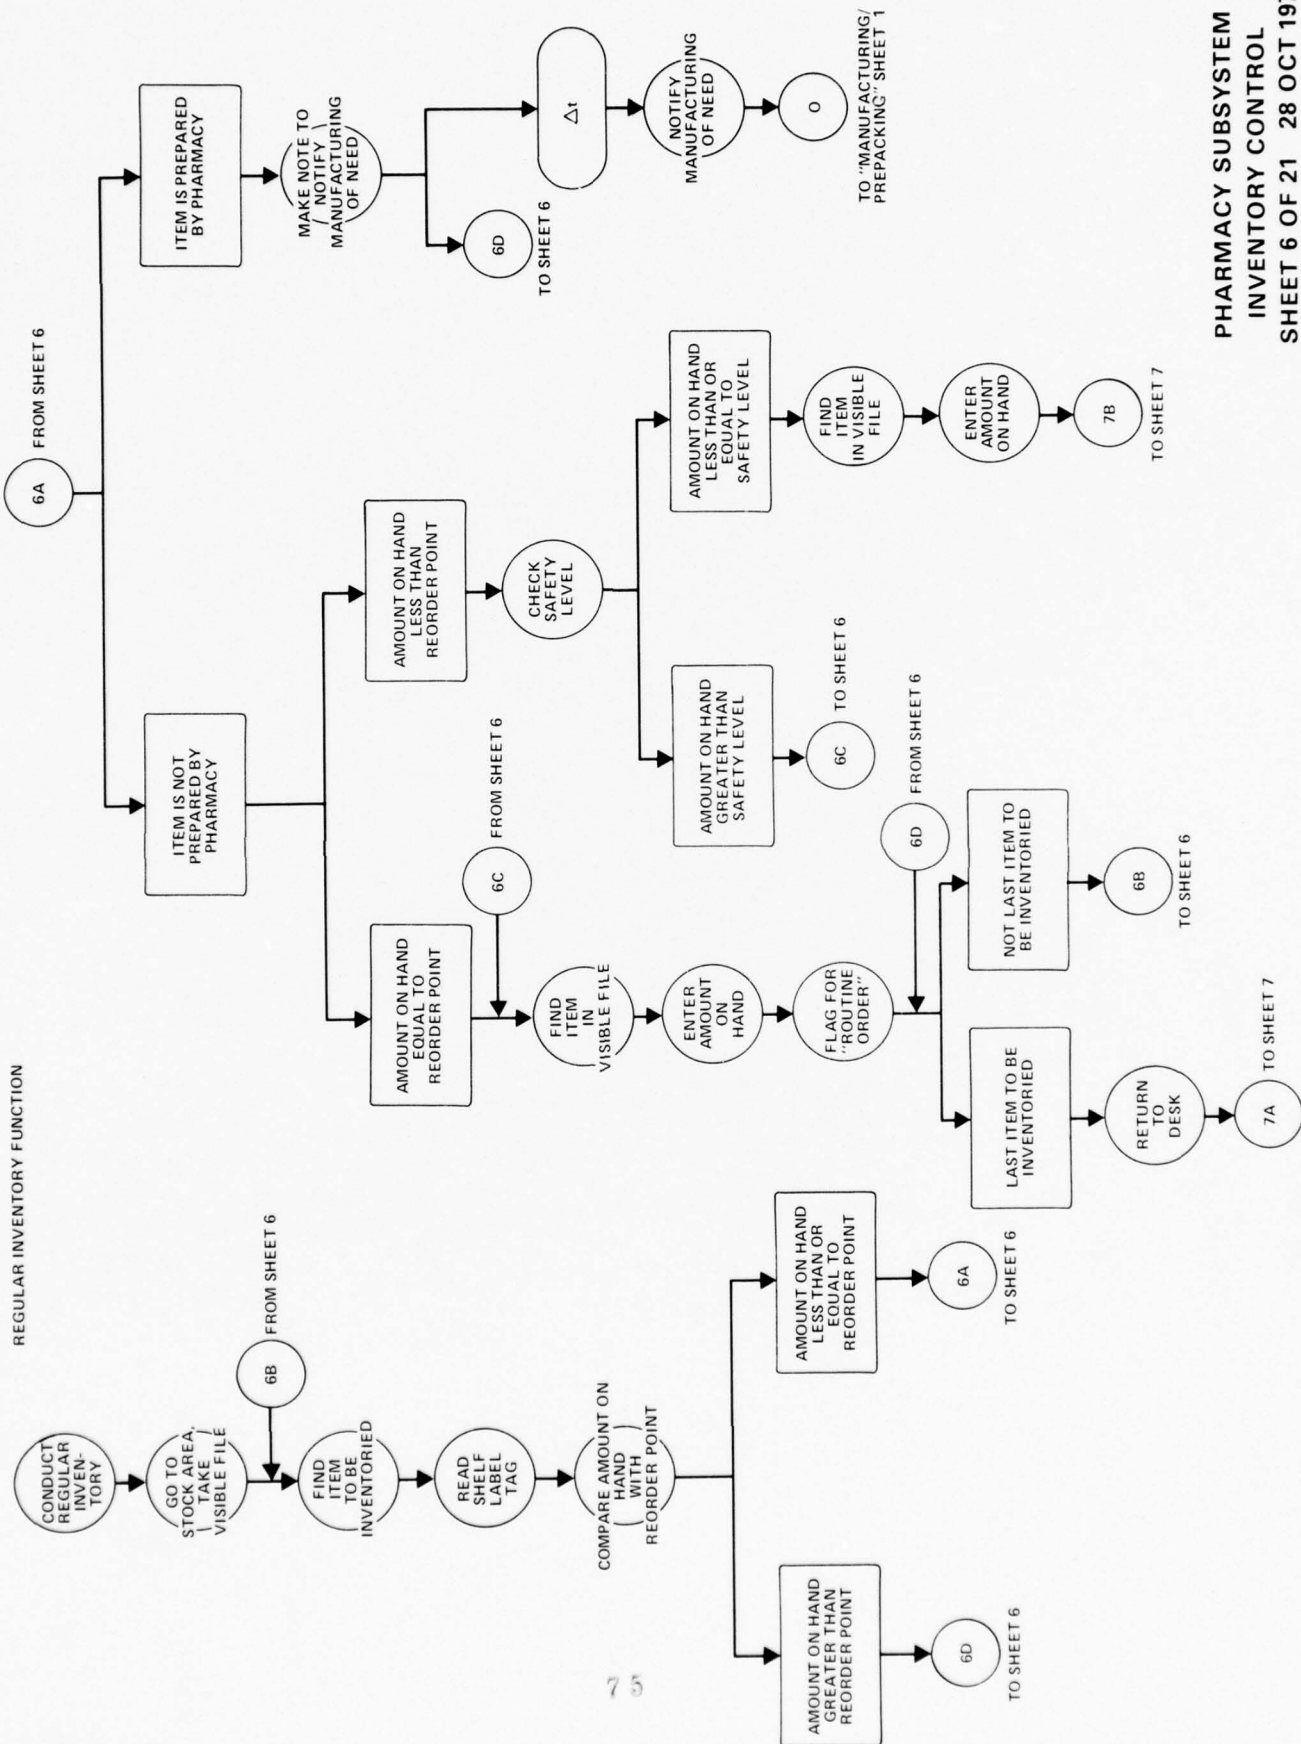 REGULAR INVENTORY FUNCTION
CONDUCT
REGULAR
INVEN-
TORY
GO TO
STOCK AREA,
TAKE
VISIBLE FILE
6B
FROM SHEET 6
FIND
ITEM
TO BE
INVENTORIED
READ
SHELF
LABEL
TAG
COMPARE AMOUNT ON
HAND
WITH
REORDER POINT
AMOUNT ON HAND
GREATER THAN
REORDER POINT
6D
TO SHEET 6
AMOUNT ON HAND
LESS THAN OR
EQUAL TO
REORDER POINT
6A
TO SHEET 6
6A
FROM SHEET 6
ITEM IS NOT
PREPARED BY
PHARMACY
AMOUNT ON HAND
EQUAL TO
REORDER POINT
6C
FROM SHEET 6
FIND
ITEM
IN
VISIBLE FILE
ENTER
AMOUNT
ON
HAND
FLAG FOR
"ROUTINE
ORDER"
6D
FROM SHEET 6
LAST ITEM TO BE
INVENTORIED
RETURN
TO
DESK
7A
TO SHEET 7
NOT LAST ITEM TO
BE INVENTORIED
6B
TO SHEET 6
AMOUNT ON HAND
LESS THAN
REORDER POINT
CHECK
SAFETY
LEVEL
AMOUNT ON HAND
GREATER THAN
SAFETY LEVEL
6C
TO SHEET 6
AMOUNT ON HAND
LESS THAN OR
EQUAL TO
SAFETY LEVEL
FIND
ITEM
IN VISIBLE
FILE
ENTER
AMOUNT
ON HAND
7B
TO SHEET 7
ITEM IS PREPARED
BY PHARMACY
MAKE NOTE TO
NOTIFY
MANUFACTURING
OF NEED
6D
TO SHEET 6
Δt
NOTIFY
MANUFACTURING
OF NEED
O
TO "MANUFACTURING/
PREPACKING" SHEET 1
PHARMACY SUBSYSTEM
INVENTORY CONTROL
SHEET 6 OF 21 28 OCT
75